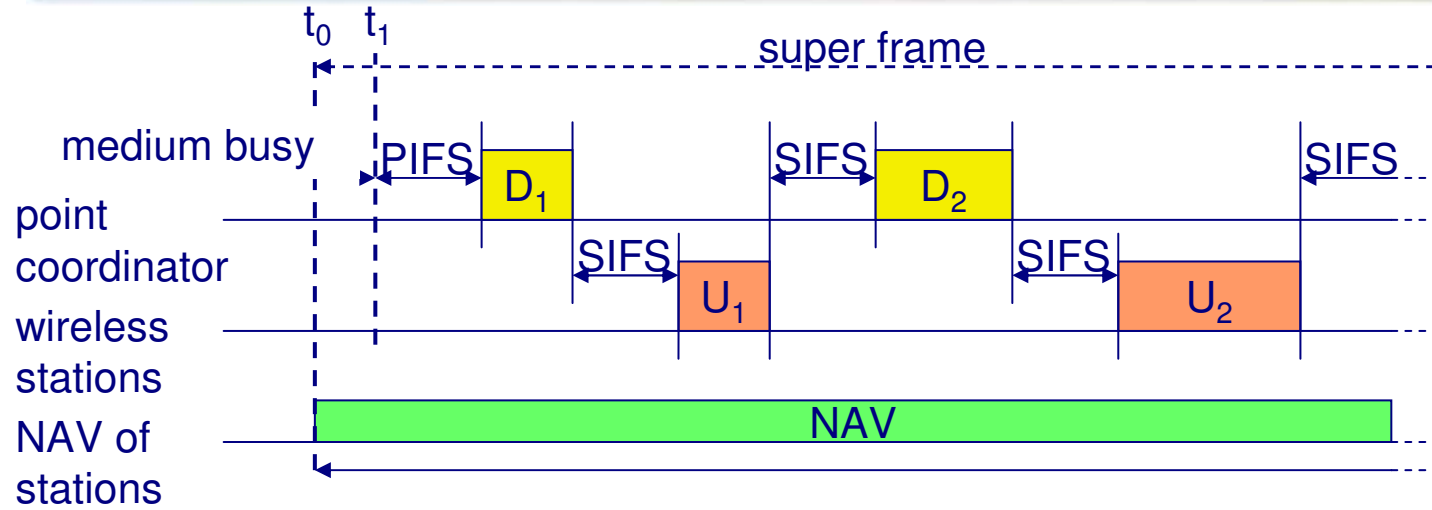 t0 t1
super frame
medium busy
PIFS
D1
SIFS
D2
SIFS
point
coordinator
SIFS
U1
SIFS
U2
wireless
stations
NAV of
stations
NAV